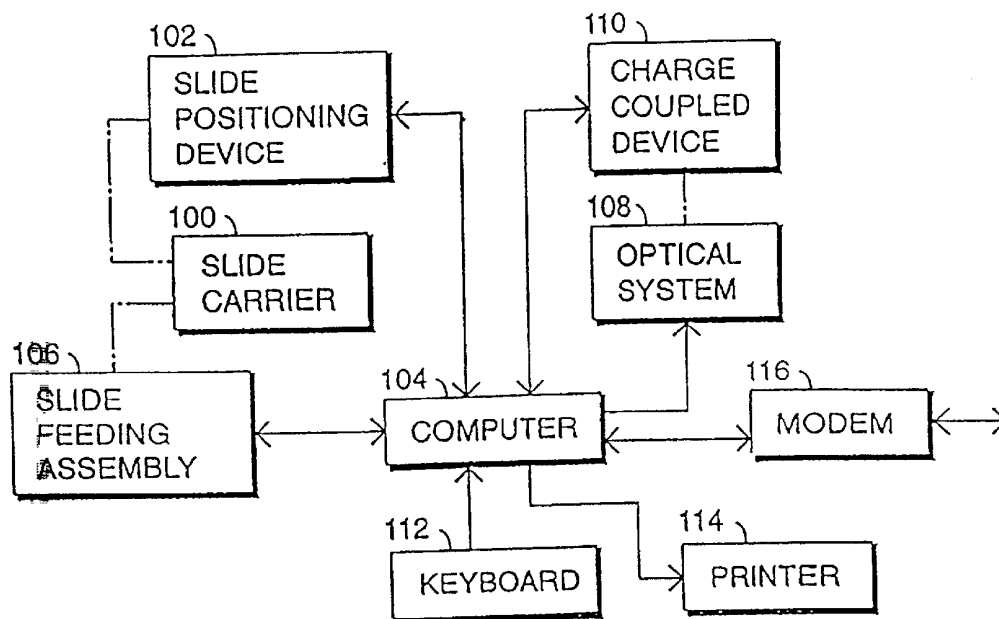 102
SLIDE
POSITIONING
DEVICE
110
CHARGE
COUPLED
DEVICE
100
SLIDE
CARRIER
108
OPTICAL
SYSTEM
106
SLIDE
FEEDING
ASSEMBLY
104
COMPUTER
116
MODEM
112
KEYBOARD
114
PRINTER